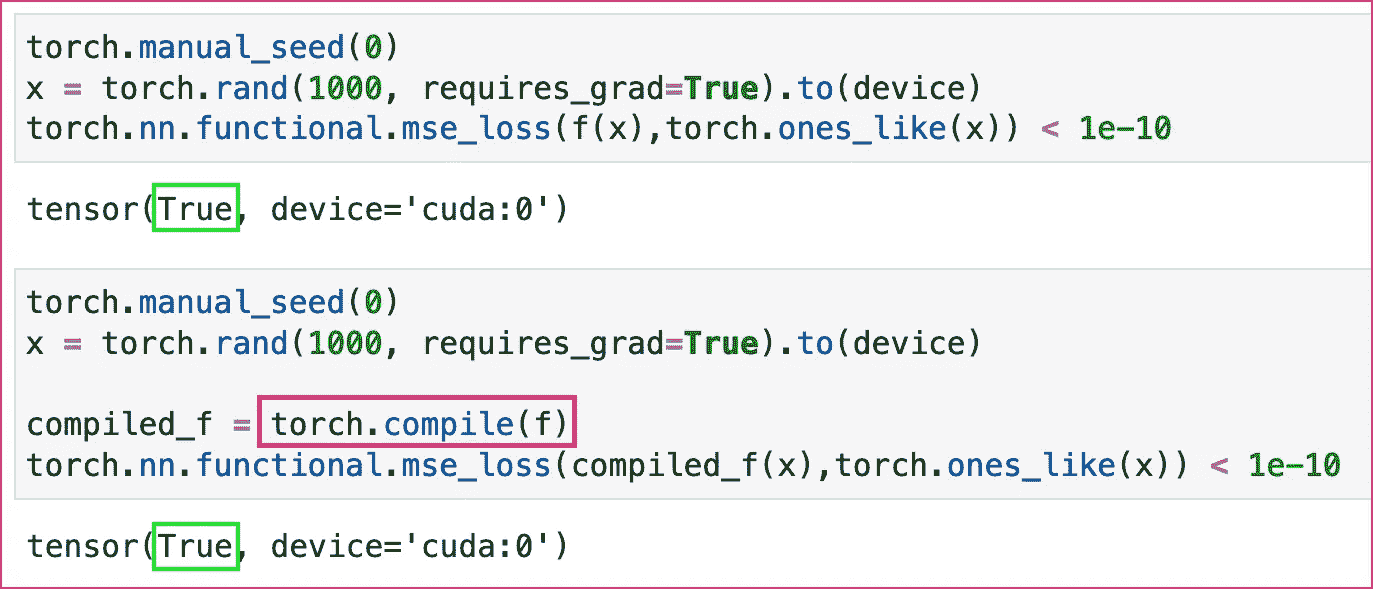 torch.manual_seed(0)
x = torch.rand(1000, requires_grad=True).to(device)
torch.nn.functional.mse_loss(f(x),torch.ones_like(x)) < 1e-10
tensor(True, device='cuda:0')
torch.manual_seed(0)
x = torch.rand(1000, requires_grad=True).to(device)
compiled_f = torch.compile(f)
torch.nn.functional.mse_loss(compiled_f(x),torch.ones_like(x)) < 1e-10
tensor(True, device='cuda:0')